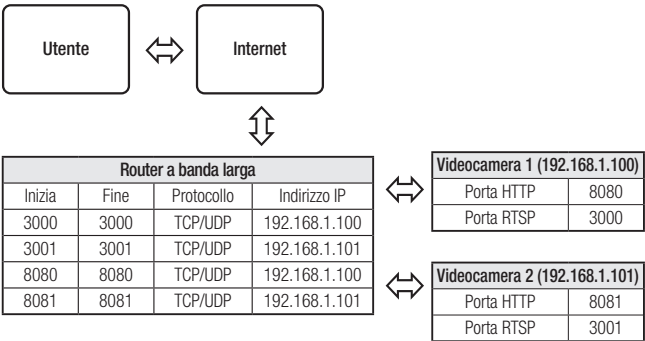 Utente
Internet
Router a banda larga
Inizia Fine Protocollo Indirizzo IP
3000 3000 TCP/UDP 192.168.1.100
3001 3001 TCP/UDP 192.168.1.101
8080 8080 TCP/UDP 192.168.1.100
8081 8081 TCP/UDP 192.168.1.101
Videocamera 1 (192.168.1.100)
Porta HTTP 8080
Porta RTSP 3000
Videocamera 2 (192.168.1.101)
Porta HTTP 8081
Porta RTSP 3001